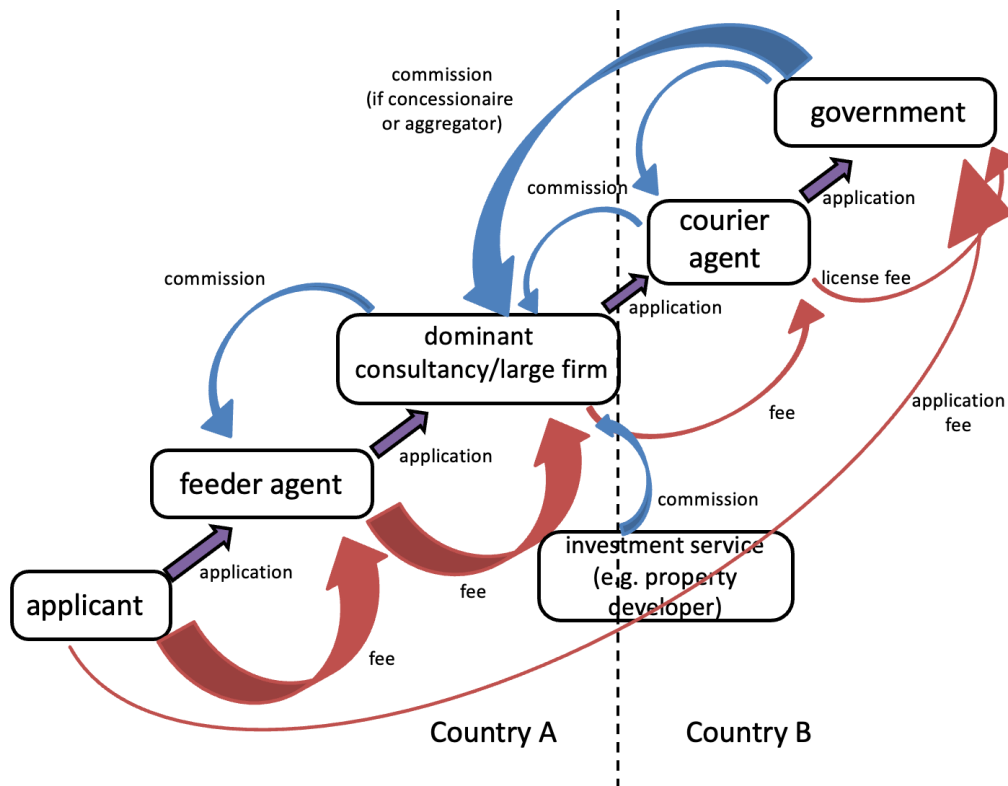 commission
(if concessionaire
or aggregator)
government
commission
application
courier
agent
commission
license fee
application
dominant
consultancy/large firm
application
fee
fee
application
feeder agent
application
commission
investment service
(e.g. property
developer)
fee
application
applicant
fee
Country A
Country B